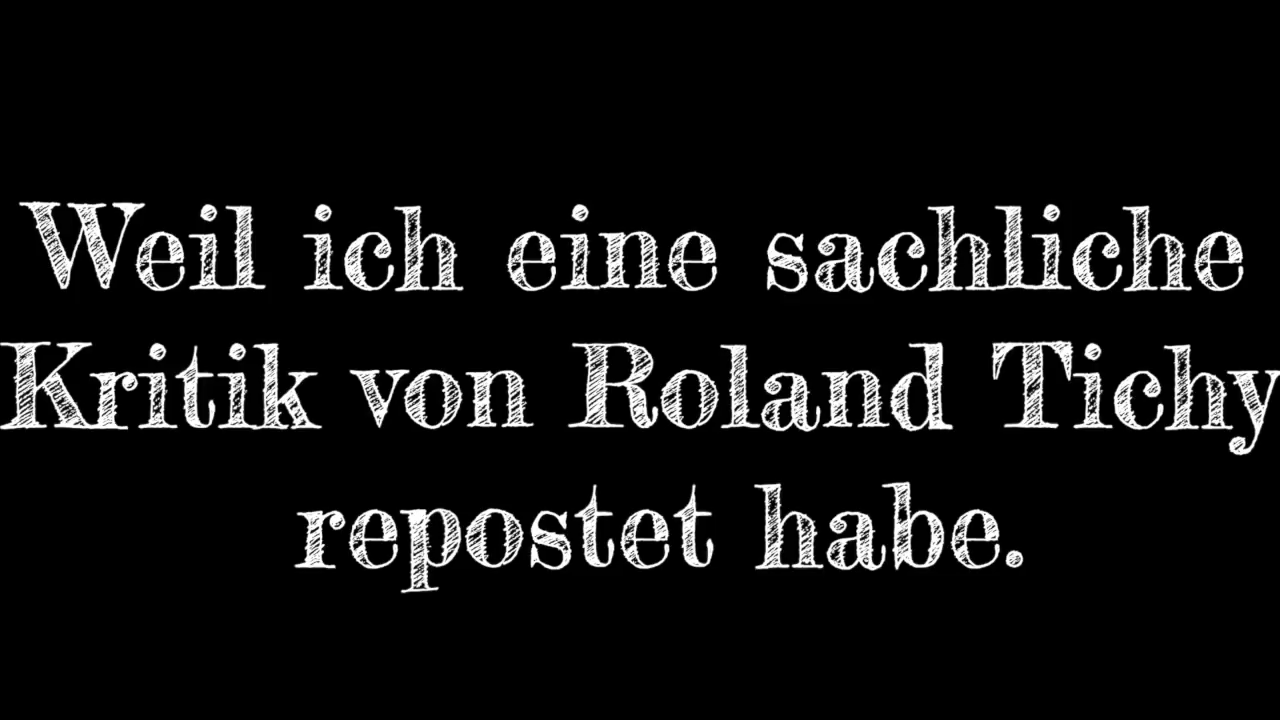 Weil ich eine sachliche
Kritik von Roland Tichy
repostet habe.